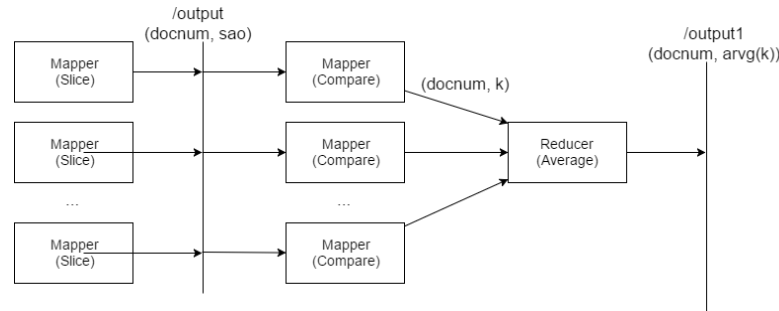 /output
(docnum, sao)
/output1
(docnum, arvg(k))
Mapper
(Slice)
Mapper
(Compare)
(docnum, k)
Mapper
(Slice)
Mapper
(Compare)
Reducer
(Average)
...
...
Mapper
(Slice)
Mapper
(Compare)